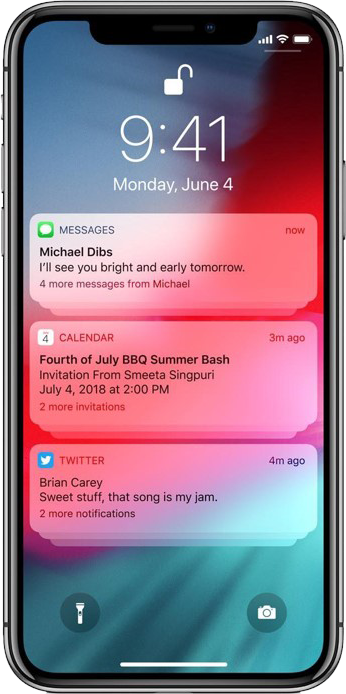 9:41
Monday, June 4
MESSAGES now
Michael Dibs
I'll see you bright and early tomorrow.
4 more messages from Michael
4 CALENDAR 3m ago
Fourth of July BBQ Summer Bash
Invitation From Smeeta Singpuri
July 4, 2018 at 2:00 PM
2 more invitations
TWITTER 4m ago
Brian Carey
Sweet stuff, that song is my jam.
2 more notifications